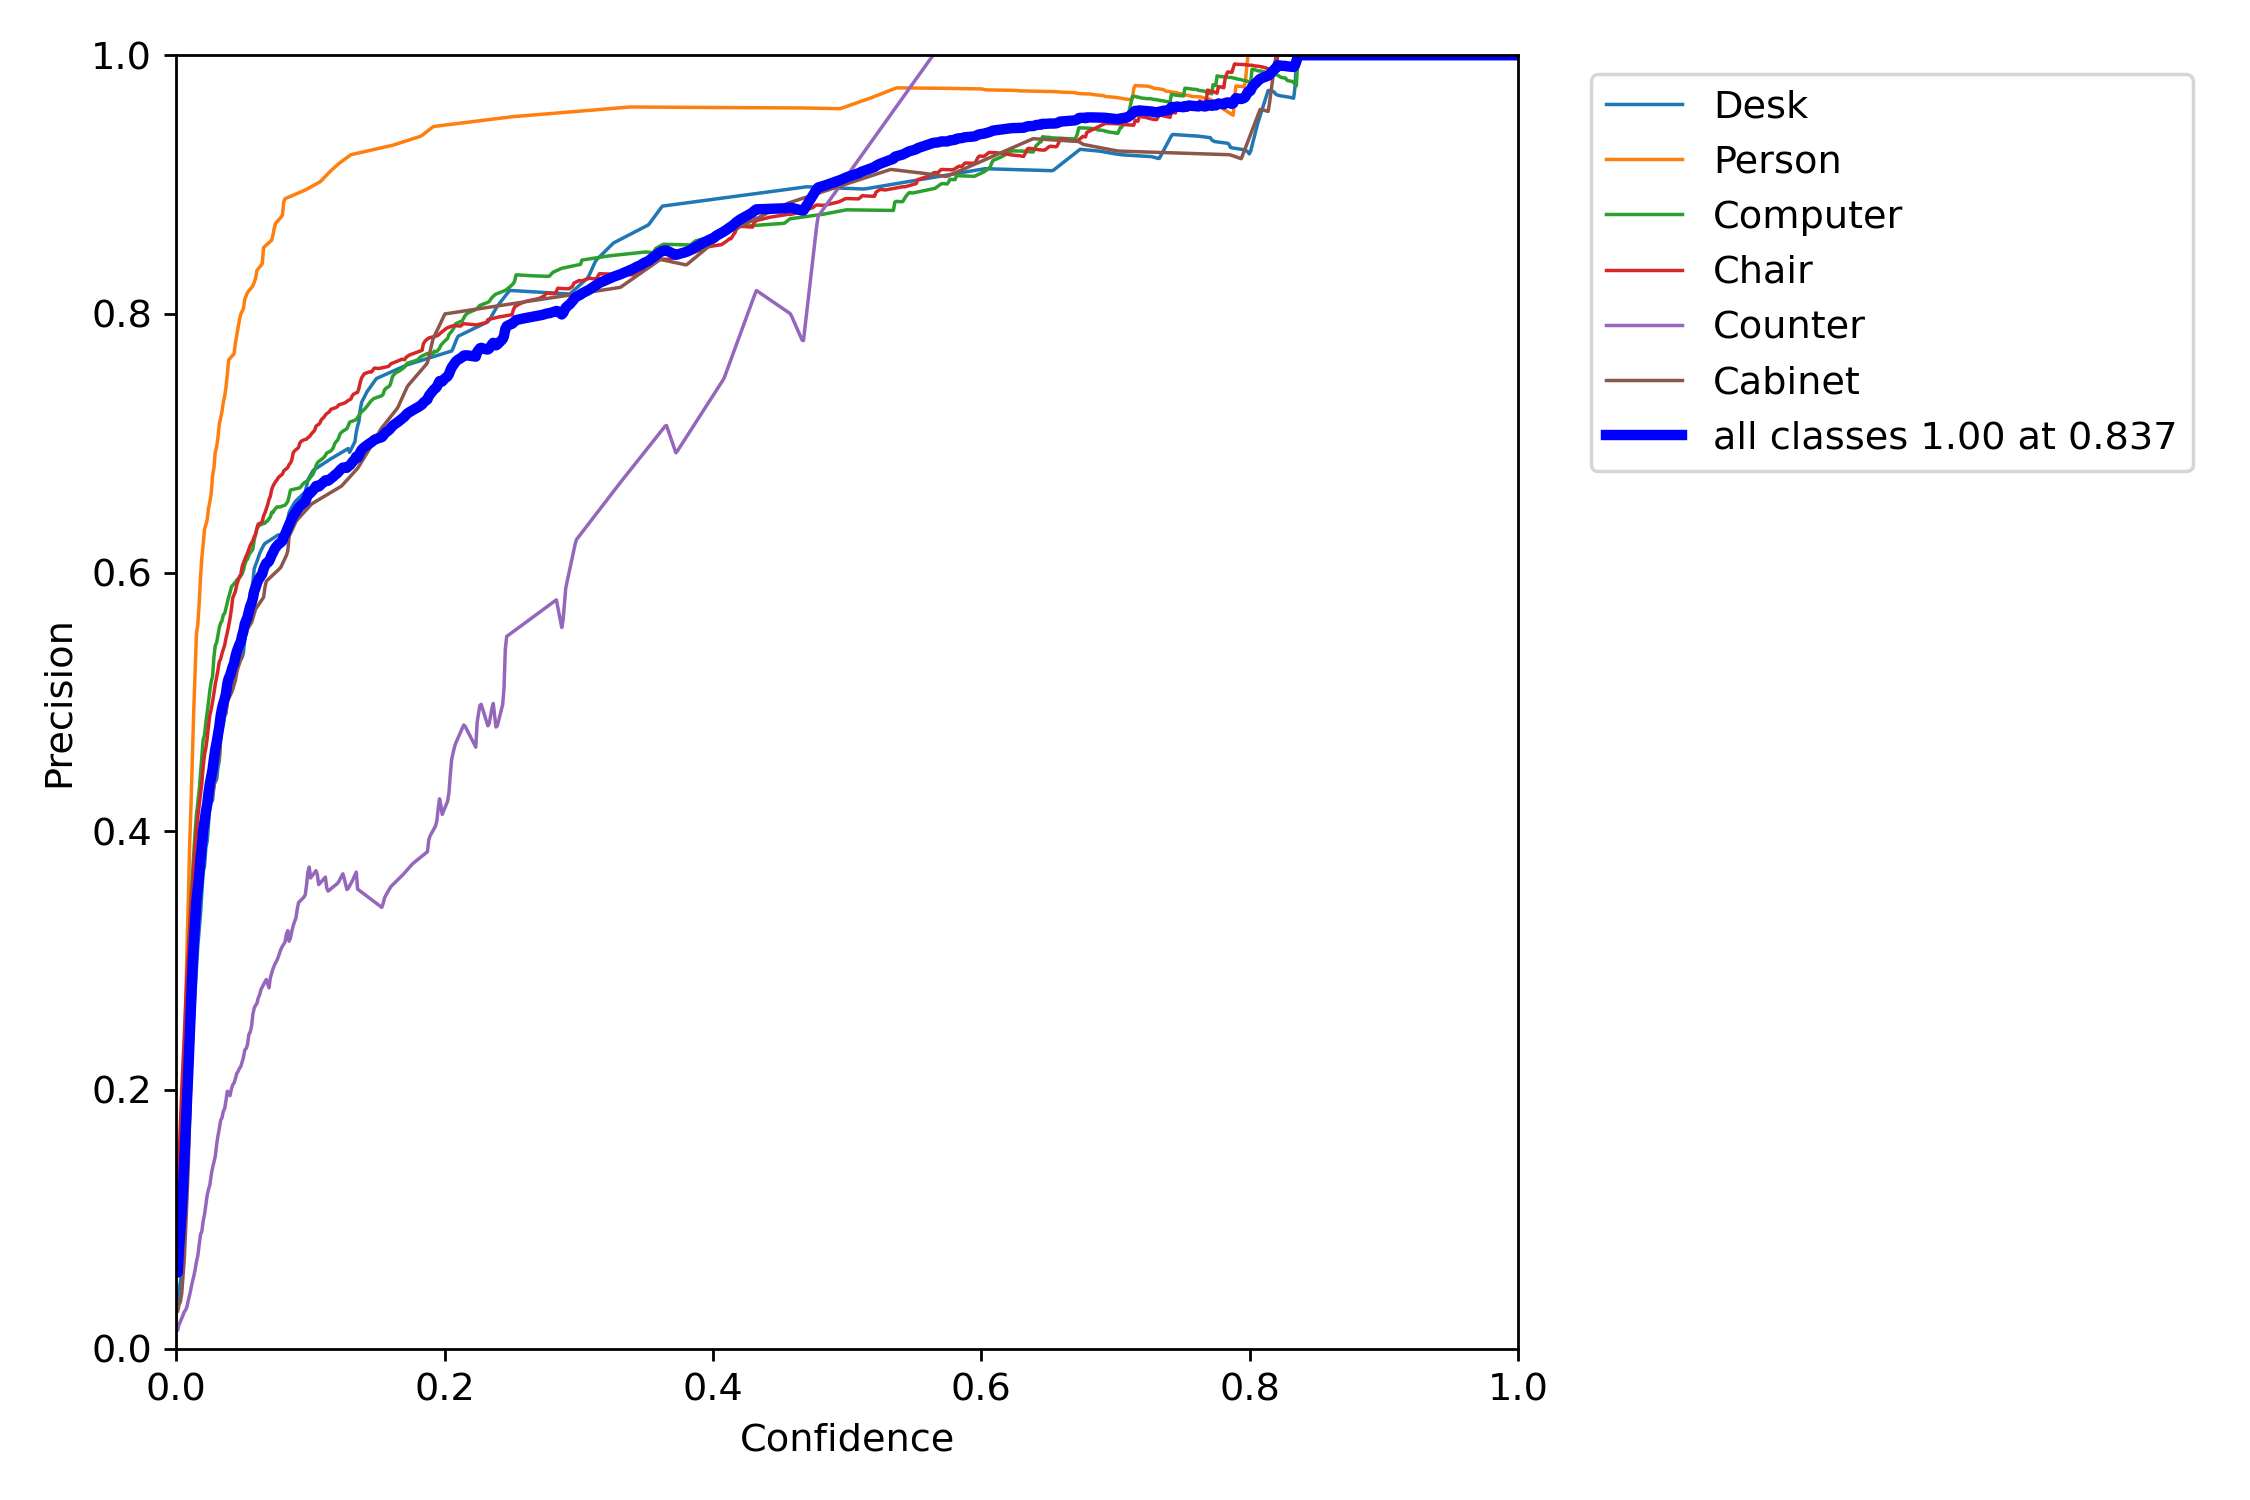 1.0
0.8
0.6
0.4
0.2
0.0
Precision
0.0 0.2 0.4 0.6 0.8 1.0
Confidence
Desk
Person
Computer
Chair
Counter
Cabinet
all classes 1.00 at 0.837